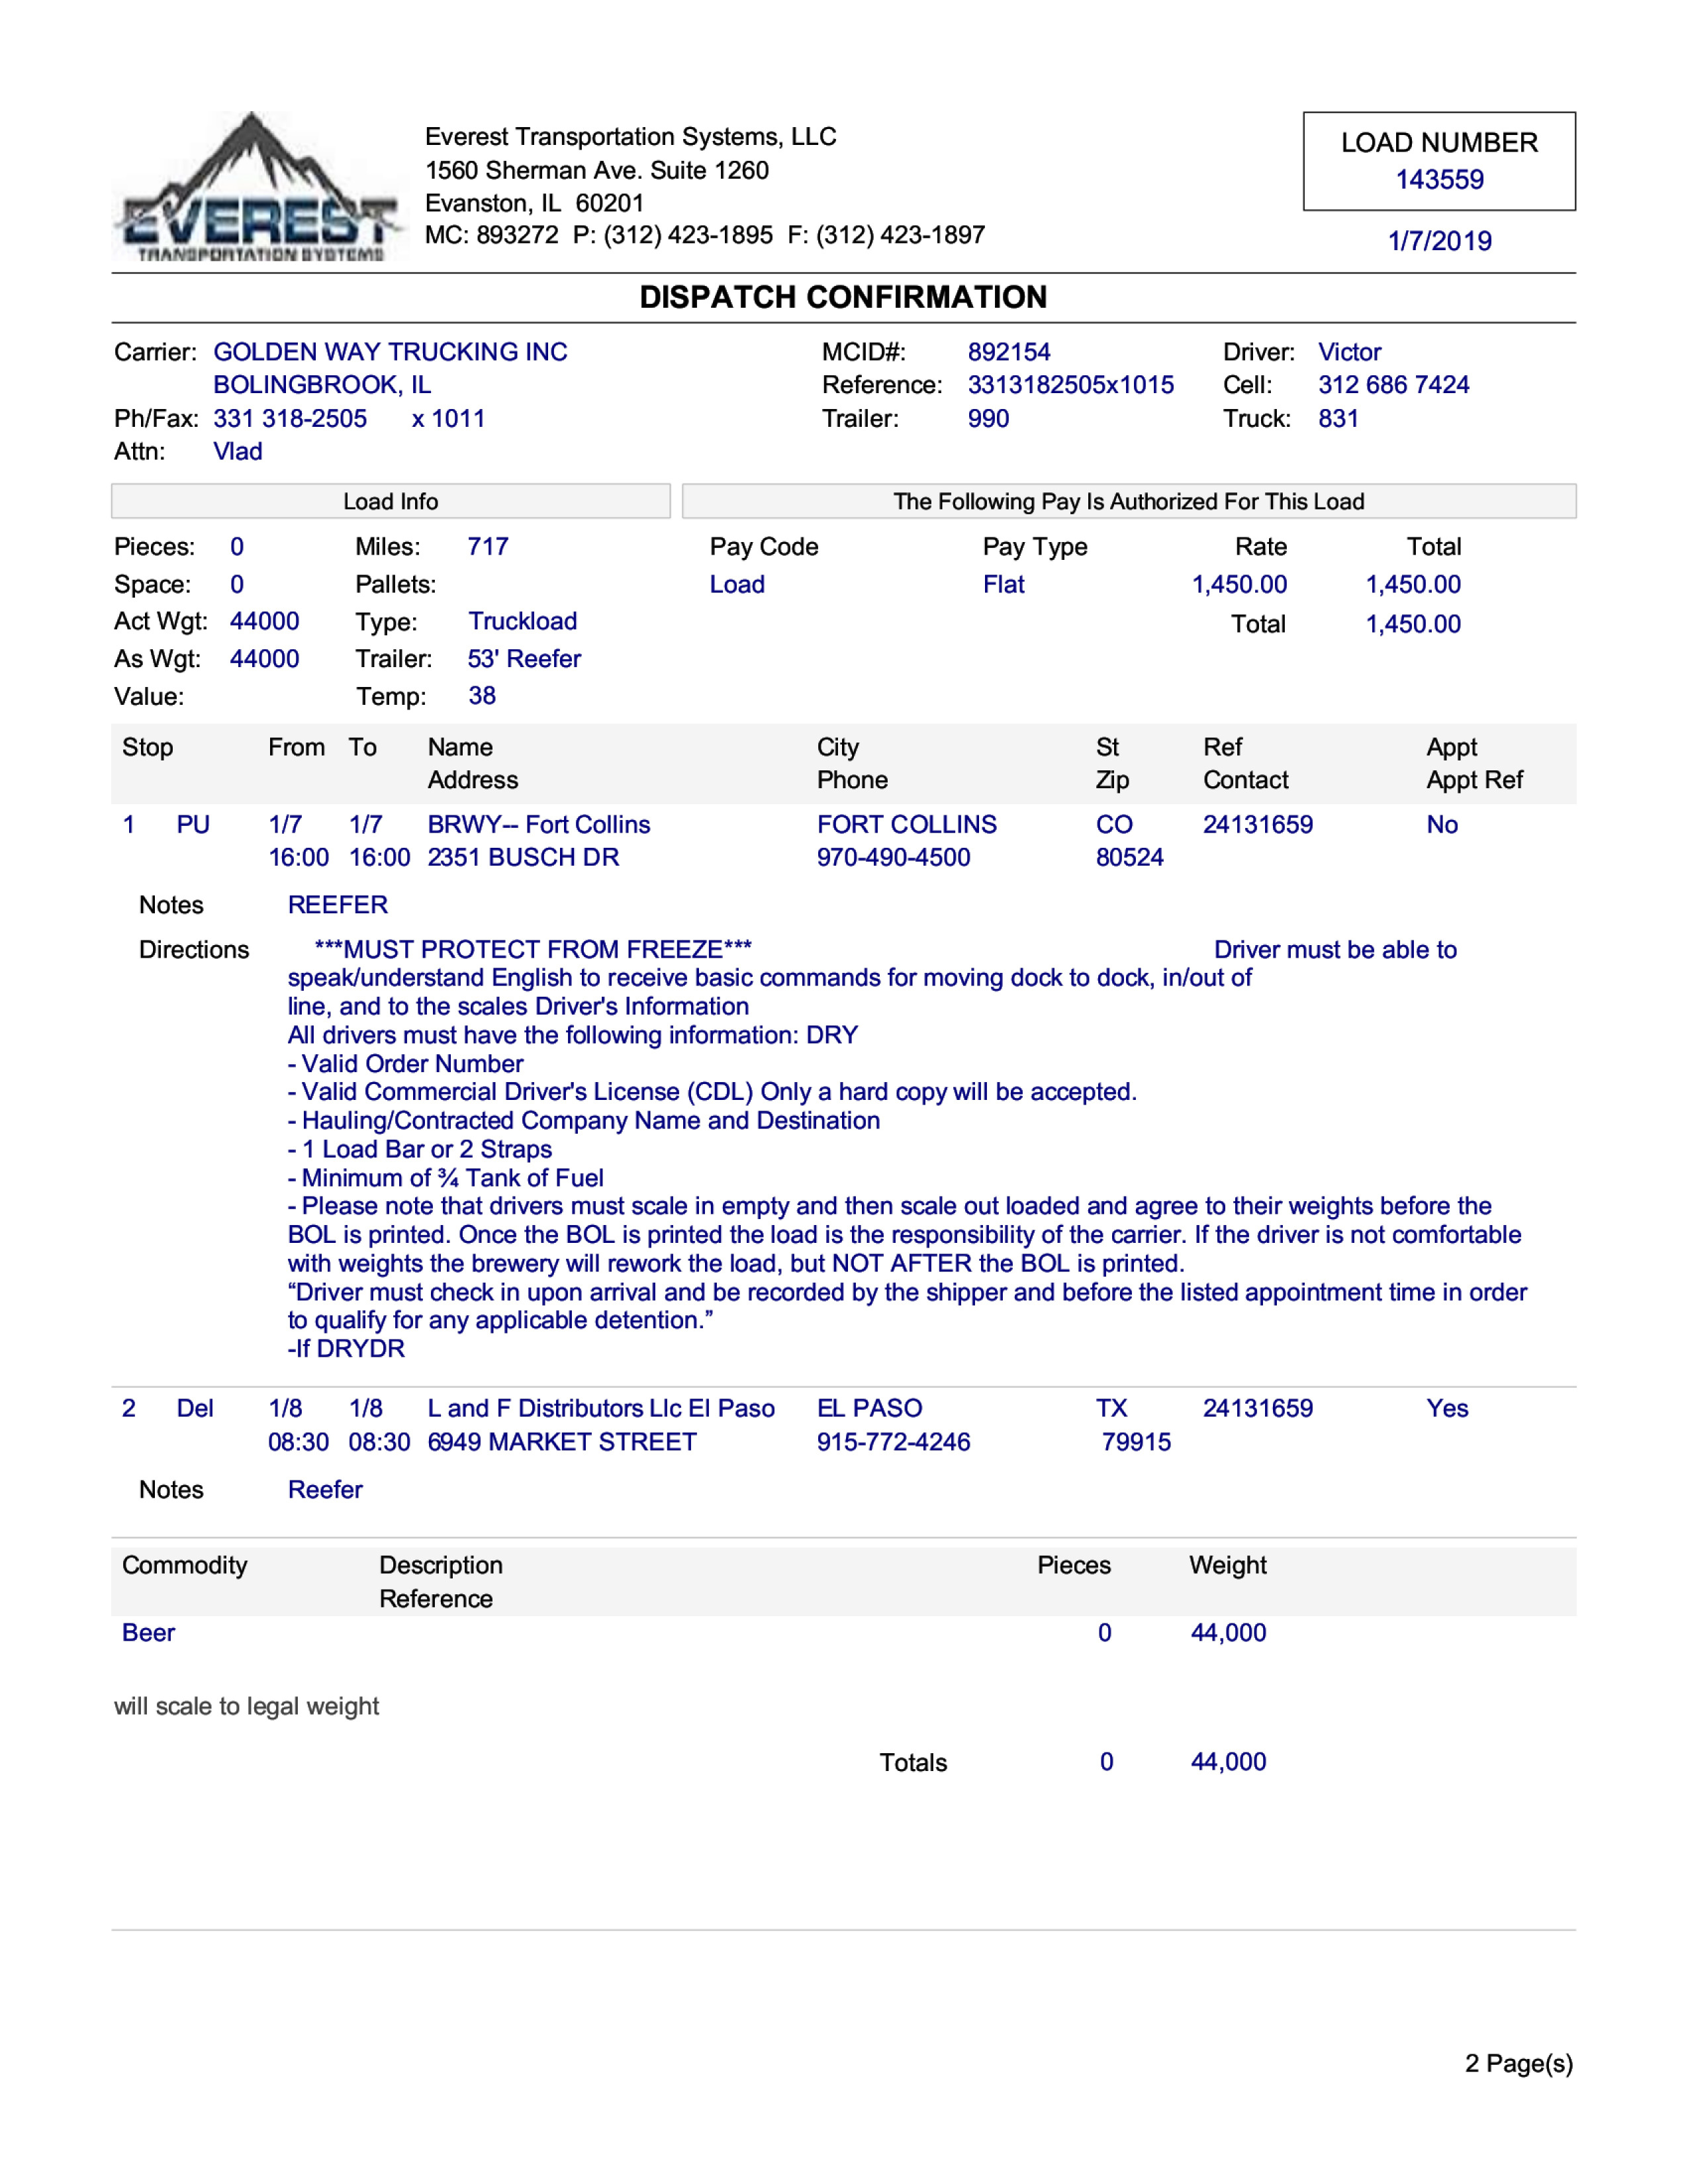 EVEREST
TRANSPORTATION SYSTEMS
Everest Transportation Systems, LLC
1560 Sherman Ave. Suite 1260
Evanston, IL 60201
MC: 893272 P: (312) 423-1895 F: (312) 423-1897
LOAD NUMBER
143559
1/7/2019
DISPATCH CONFIRMATION
Carrier: GOLDEN WAY TRUCKING INC MCID#: 892154 Driver: Victor
BOLINGBROOK, IL Reference: 3313182505x1015 Cell: 312 686 7424
Ph/Fax: 331 318-2505 x 1011 Trailer: 990 Truck: 831
Attn: Vlad
Load Info The Following Pay Is Authorized For This Load
Pieces: 0 Miles: 717 Pay Code Pay Type Rate Total
Space: 0 Pallets: Load Flat 1,450.00 1,450.00
Act Wgt: 44000 Type: Truckload Total 1,450.00
As Wgt: 44000 Trailer: 53' Reefer
Value: Temp: 38
Stop From To Name City St Ref Appt
Address Phone Zip Contact Appt Ref
1 PU 1/7 1/7 BRWY-- Fort Collins FORT COLLINS CO 24131659 No
16:00 16:00 2351 BUSCH DR 970-490-4500 80524
Notes REEFER
Directions ***MUST PROTECT FROM FREEZE*** Driver must be able to
speak/understand English to receive basic commands for moving dock to dock, in/out of
line, and to the scales Driver's Information
All drivers must have the following information: DRY
- Valid Order Number
- Valid Commercial Driver's License (CDL) Only a hard copy will be accepted.
- Hauling/Contracted Company Name and Destination
- 1 Load Bar or 2 Straps
- Minimum of ¾ Tank of Fuel
- Please note that drivers must scale in empty and then scale out loaded and agree to their weights before the
BOL is printed. Once the BOL is printed the load is the responsibility of the carrier. If the driver is not comfortable
with weights the brewery will rework the load, but NOT AFTER the BOL is printed.
“Driver must check in upon arrival and be recorded by the shipper and before the listed appointment time in order
to qualify for any applicable detention.”
-If DRYDR
2 Del 1/8 1/8 L and F Distributors Llc El Paso EL PASO TX 24131659 Yes
08:30 08:30 6949 MARKET STREET 915-772-4246 79915
Notes Reefer
Commodity Description Pieces Weight
Reference
Beer 0 44,000
will scale to legal weight
Totals 0 44,000
2 Page(s)